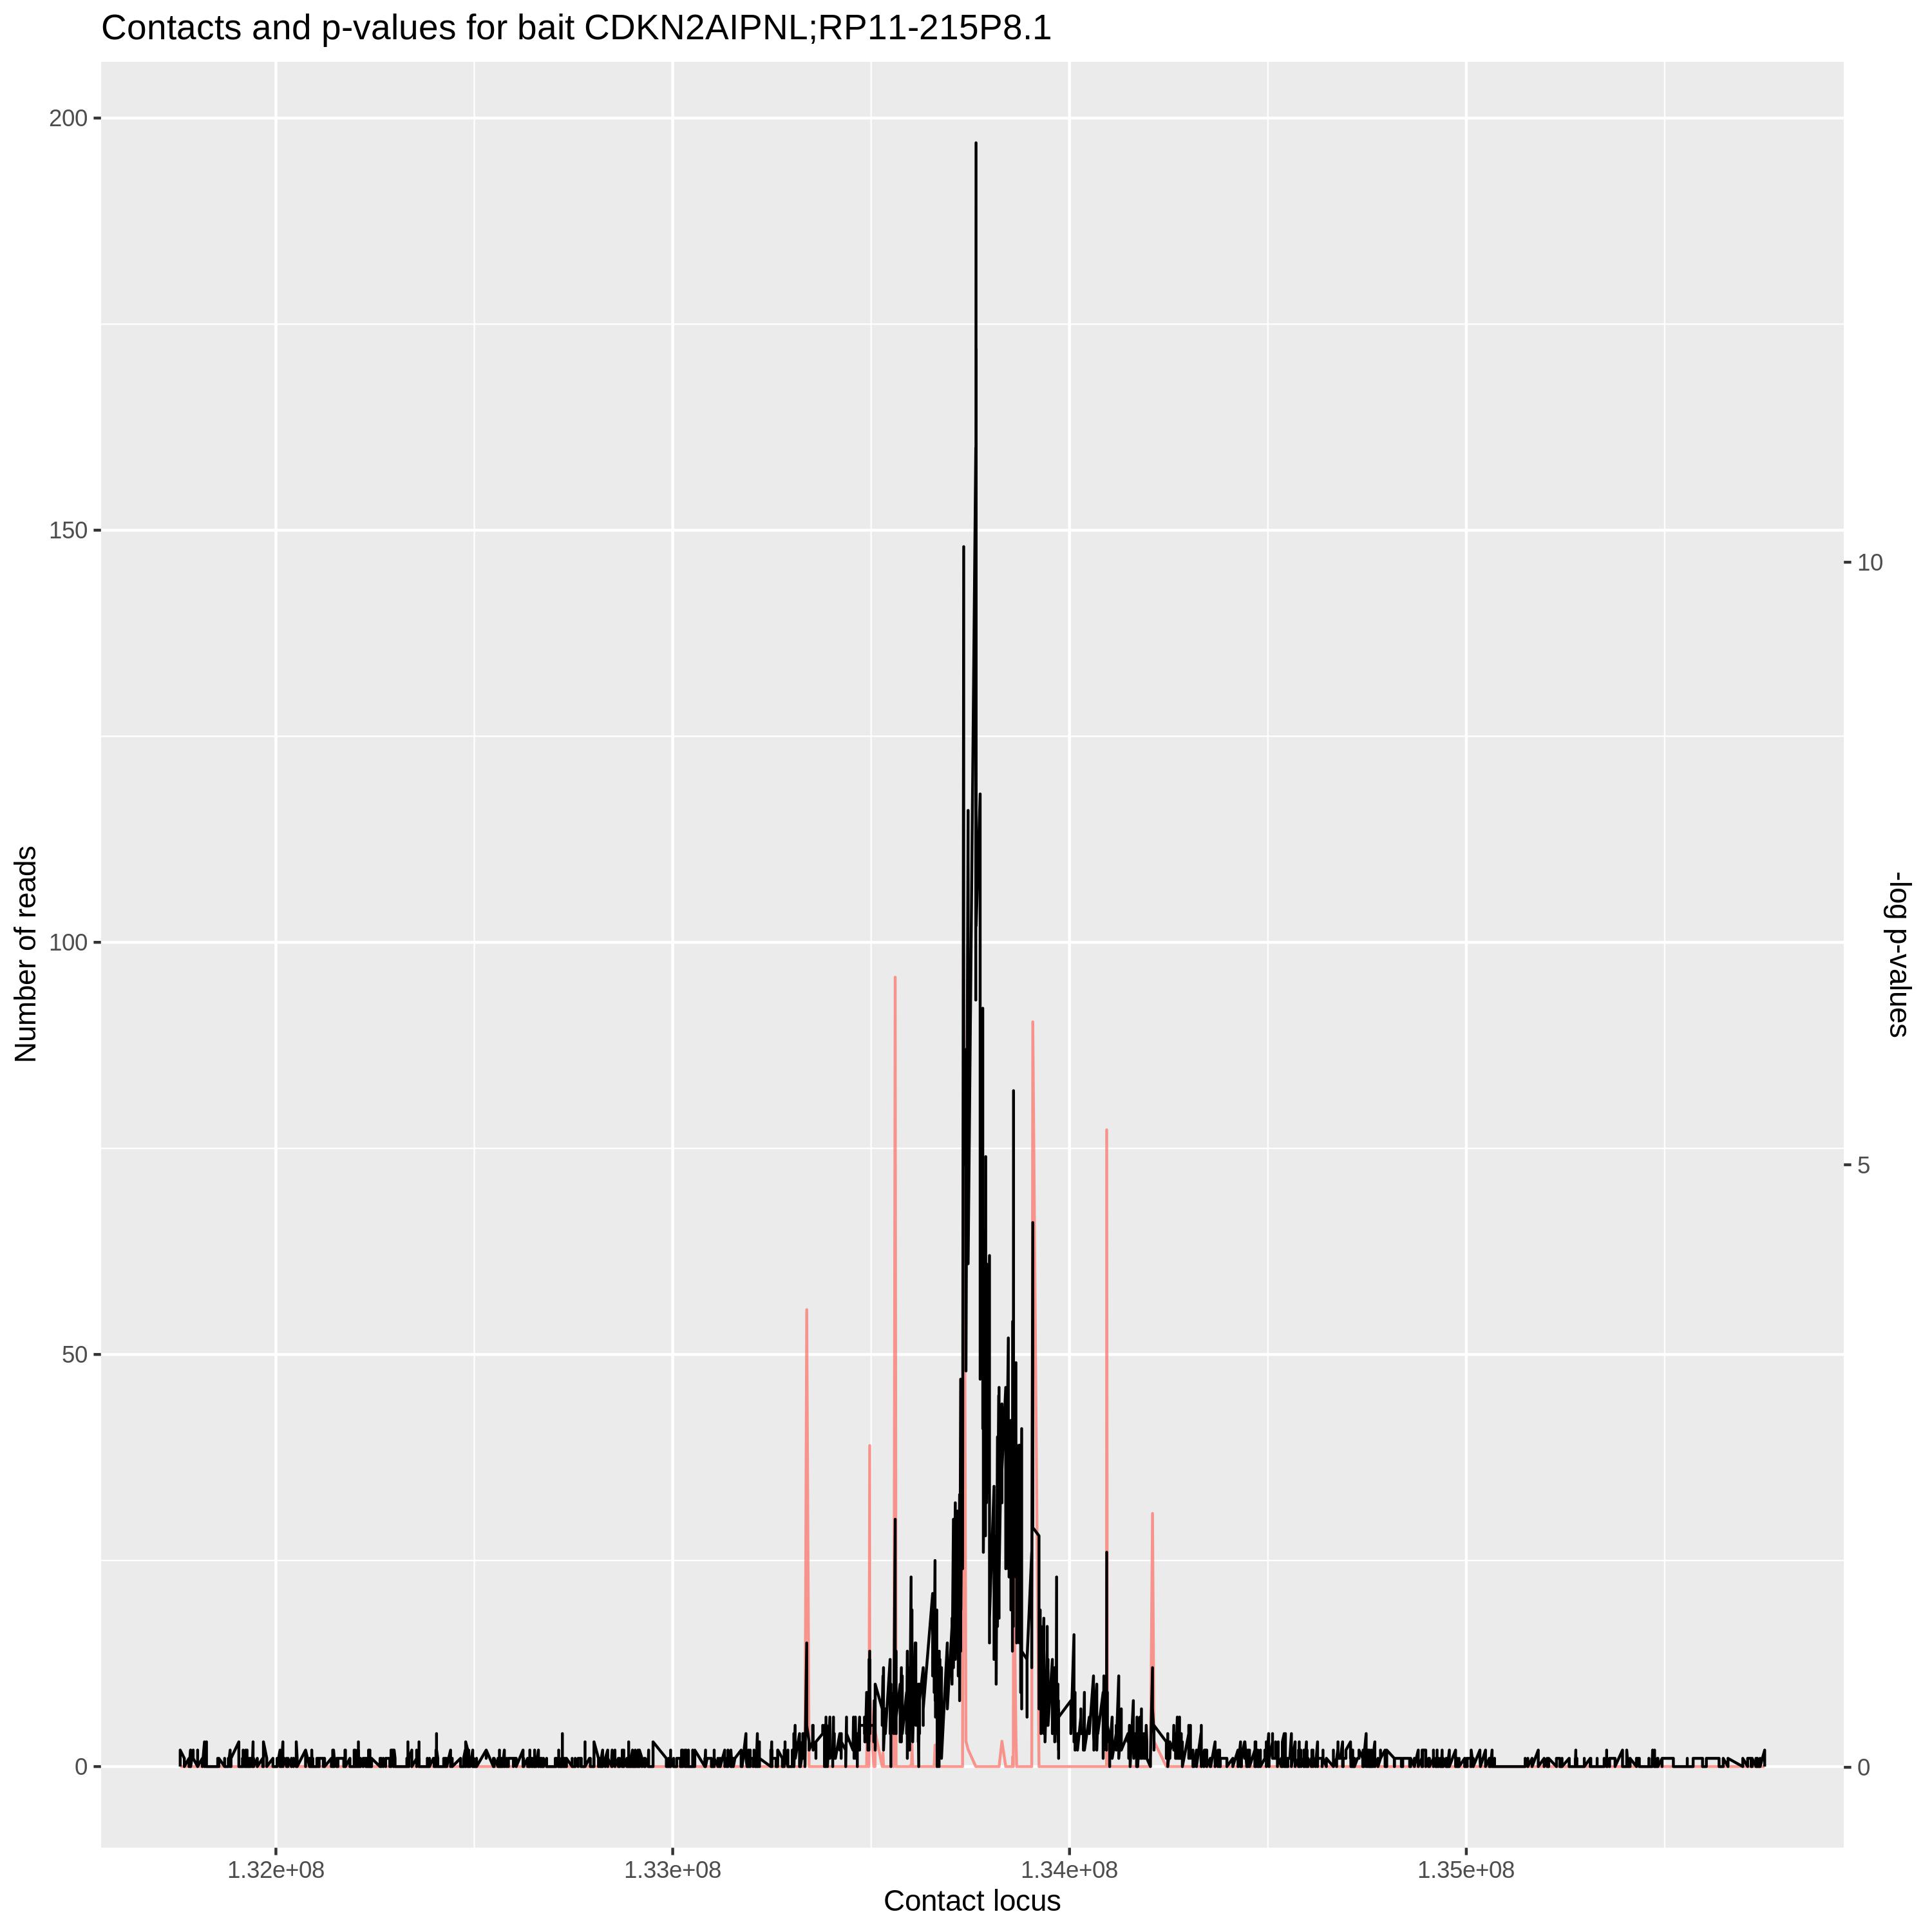 Contacts and p-values for bait CDKN2AIPNL;RP11-215P8.1
200
150
100
50
0
Number of reads
10
5
0
-log p-values
1.32e+08
1.33e+08
1.34e+08
1.35e+08
Contact locus